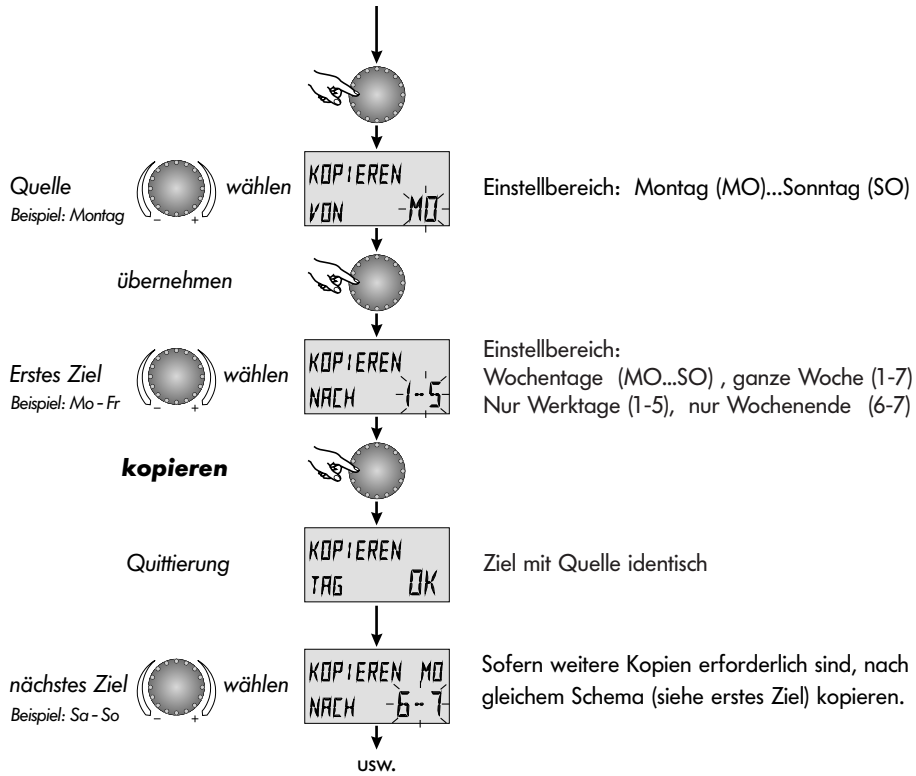 Quelle
Beispiel: Montag
- +
wählen
KOPIEREN
VON MO
Einstellbereich: Montag (MO)...Sonntag (SO)
übernehmen
Erstes Ziel
Beispiel: Mo - Fr
- +
wählen
KOPIEREN
NACH 1-5
Einstellbereich:
Wochentage (MO...SO) , ganze Woche (1-7)
Nur Werktage (1-5), nur Wochenende (6-7)
kopieren
Quittierung
KOPIEREN
TAG OK
Ziel mit Quelle identisch
nächstes Ziel
Beispiel: Sa - So
- +
wählen
KOPIEREN MO
NACH 6-7
Sofern weitere Kopien erforderlich sind, nach
gleichem Schema (siehe erstes Ziel) kopieren.
usw.